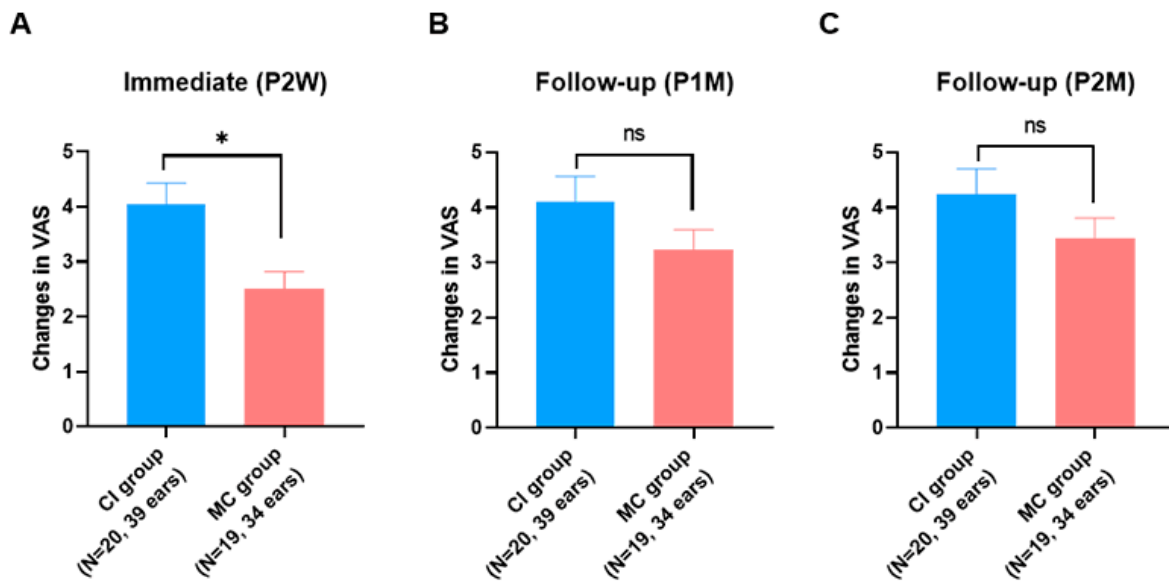 A
Immediate (P2W)
*
Changes in VAS
5
4
3
2
1
0
CI group
(N=20, 39 ears)
MC group
(N=19, 34 ears)
B
Follow-up (P1M)
ns
Changes in VAS
5
4
3
2
1
0
CI group
(N=20, 39 ears)
MC group
(N=19, 34 ears)
C
Follow-up (P2M)
ns
Changes in VAS
5
4
3
2
1
0
CI group
(N=20, 39 ears)
MC group
(N=19, 34 ears)